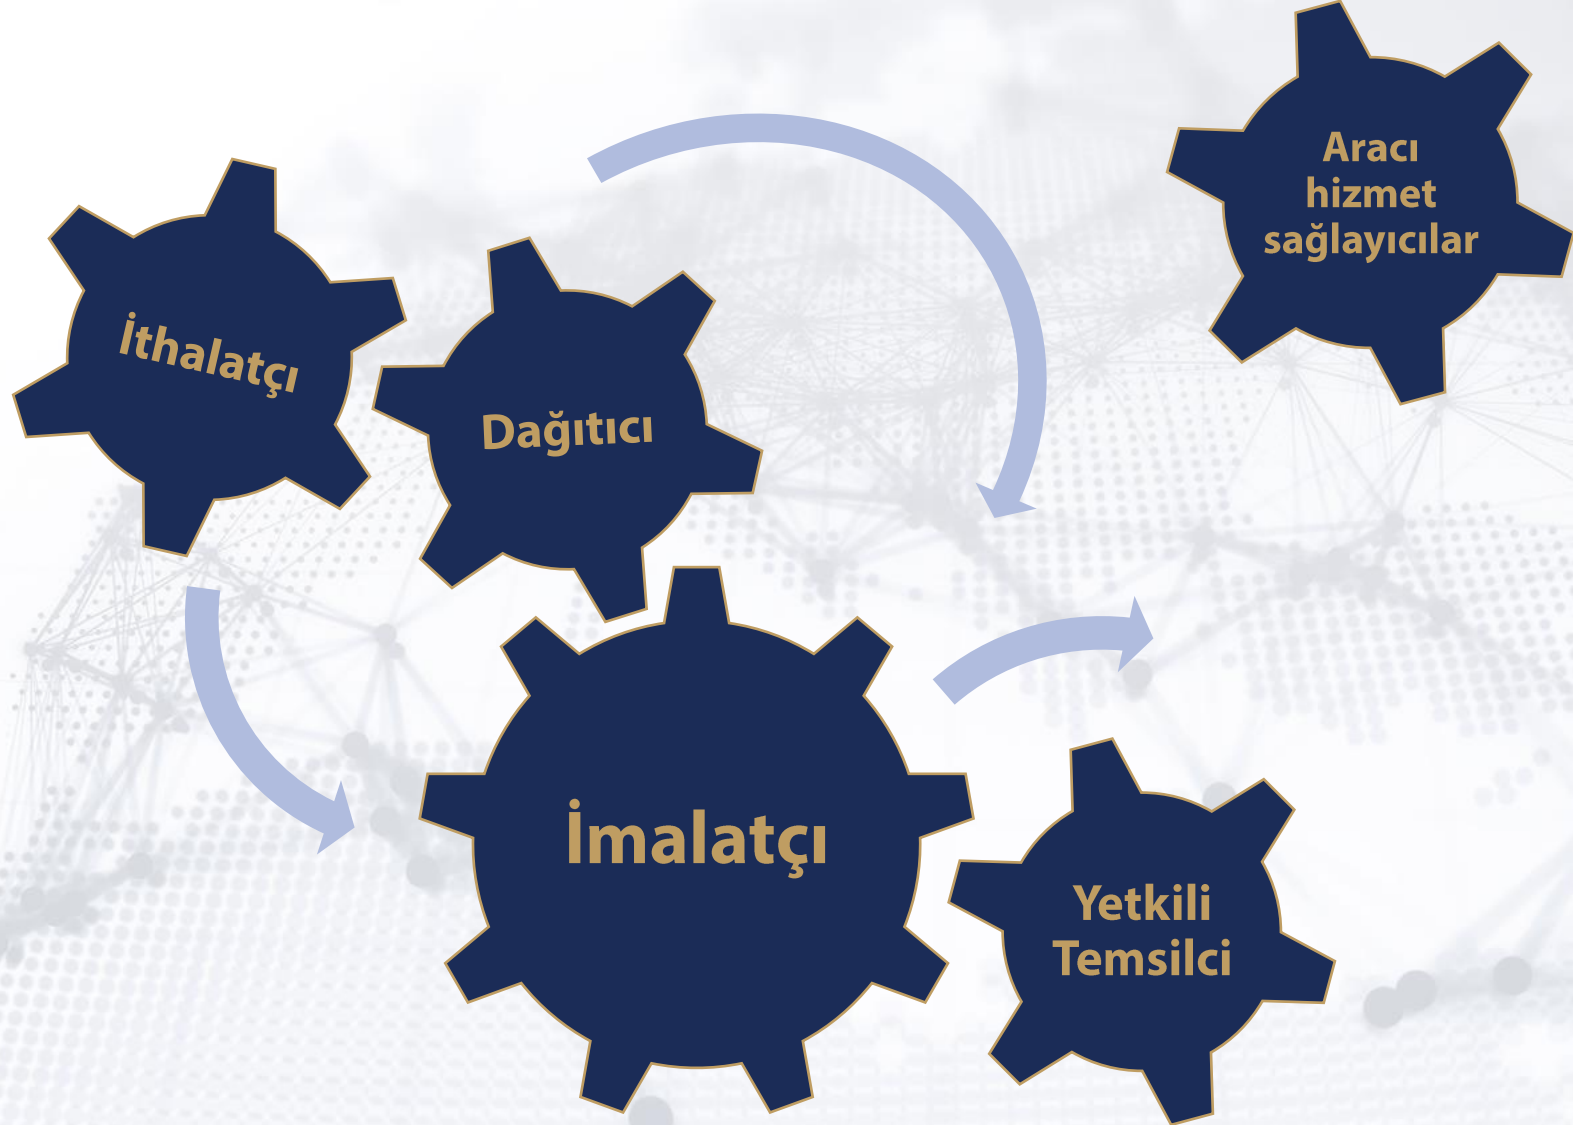 Aracı
hizmet
sağlayıcılar
İthalatçı
Dağıtıcı
İmalatçı
Yetkili
Temsilci